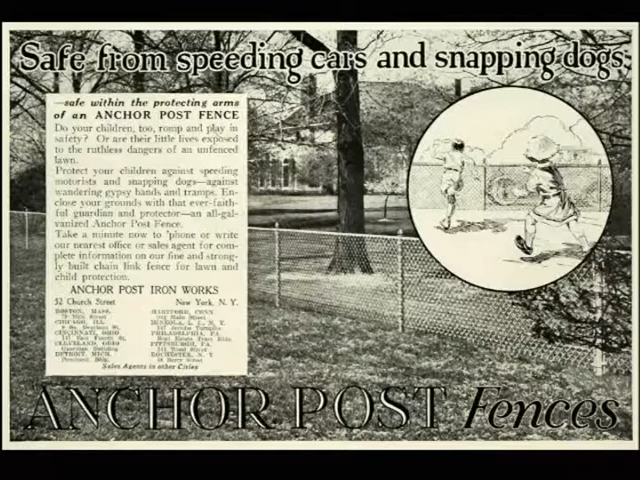 Safe from speeding cars and snapping dogs,
—safe within the protecting arms
of an ANCHOR POST FENCE
Do your children, too, romp and play in
safety? Or are their little lives exposed
to the ruthless dangers of an unfenced
lawn.
Protect your children against speeding
motorists and snapping dogs—against
wandering gypsy bands and tramps. En-
close your grounds with that ever-faith-
ful guardian and protector—an all-gal-
vanized Anchor Post Fence.
Take a minute now to 'phone or write
our nearest office or sales agent for com-
plete information on our fine and strong-
ly built chain link fence for lawn and
child protection.
ANCHOR POST IRON WORKS
52 Church Street New York, N. Y.
BOSTON, MASS.
CHICAGO, ILL.
CINCINNATI, OHIO
CLEVELAND, OHIO
DETROIT, MICH.
HARTFORD, CONN
MINEOLA, L. I., N. Y.
PHILADELPHIA, PA.
Real Estate Trust Bldg.
PITTSBURGH, PA.
ROCHESTER, N. Y.
Sales Agents in other Cities
ANCHOR POST Fences